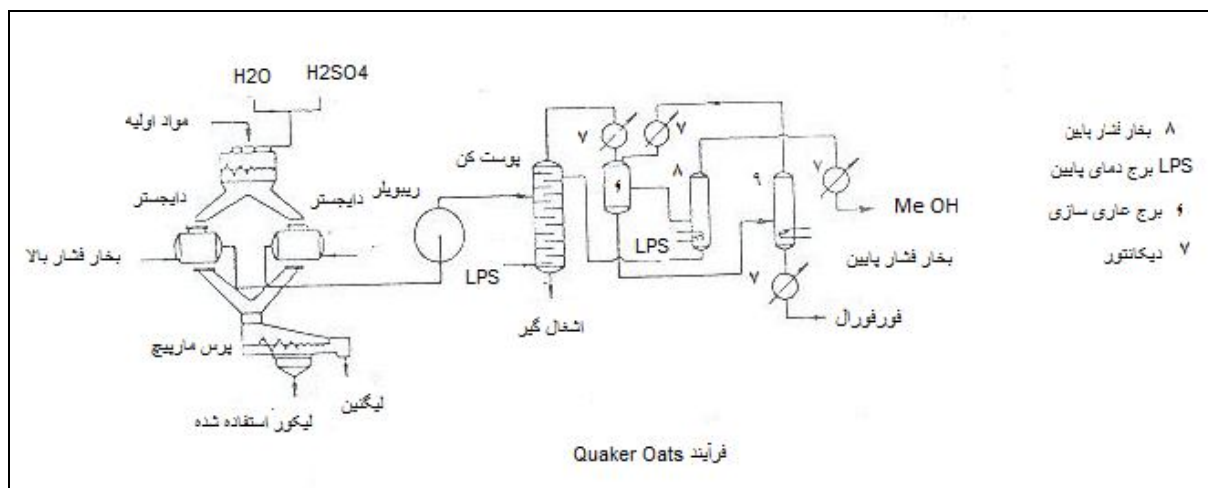 H2O
H2SO4
مواد اولیه
دایجستر
دایجستر
بخار فشار بالا
پرس مارپیچ
لیگنین
لیکور استفاده شده
ریبویلر
پوست کن
LPS
اشغال گیر
۷
۷
۶
۸
LPS
۹
۷
Me OH
بخار فشار پایین
۷
فورفورال
۸ بخار فشار پاین
LPS برج دمای پایین
۶ برج عاری سازی
۷ دیکانتور
فرآیند Quaker Oats